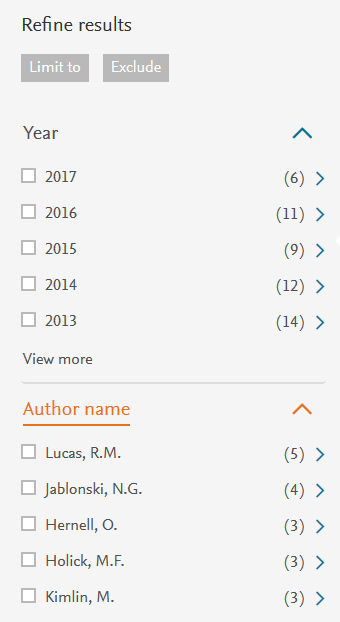 Refine results
Limit to Exclude
Year
2017 (6)
2016 (11)
2015 (9)
2014 (12)
2013 (14)
View more
Author name
Lucas, R.M. (5)
Jablonski, N.G. (4)
Hernell, O. (3)
Holick, M.F. (3)
Kimlin, M. (3)